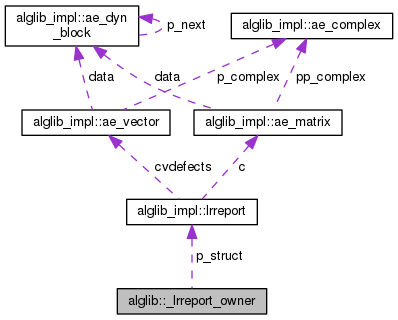 alglib_impl::ae_dyn
_block
p_next
alglib_impl::ae_complex
data
data
p_complex
pp_complex
alglib_impl::ae_vector
alglib_impl::ae_matrix
cvdefects
c
alglib_impl::lrreport
p_struct
alglib::_lrreport_owner